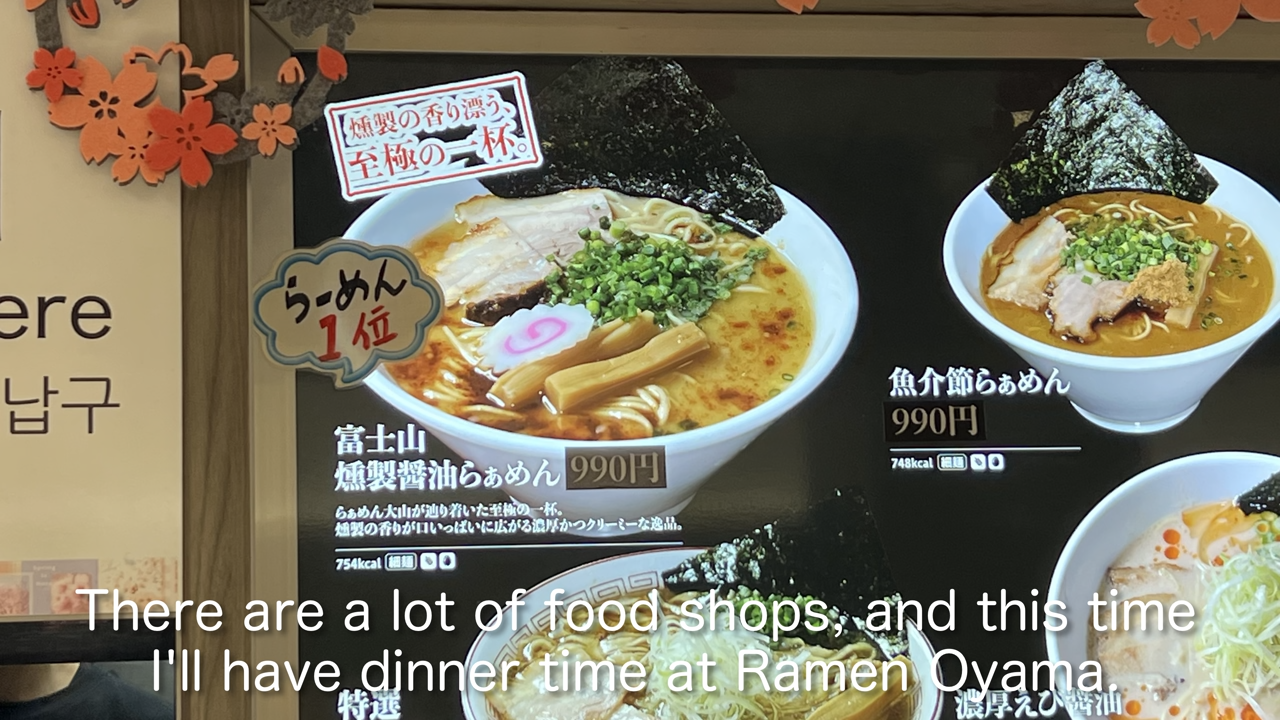 燻製の香り漂う、
至極の一杯。
らーめん
1位
ere
납구
富士山
燻製醤油らぁめん 990円
らぁめん大山が辿り着いた至極の一杯。
燻製の香りが口いっぱいに広がる濃厚かつクリーミーな逸品。
754kcal 細麺
魚介節らぁめん
990円
748kcal 細麺
特選
濃厚えび醤油
There are a lot of food shops, and this time
I'll have dinner time at Ramen Oyama.